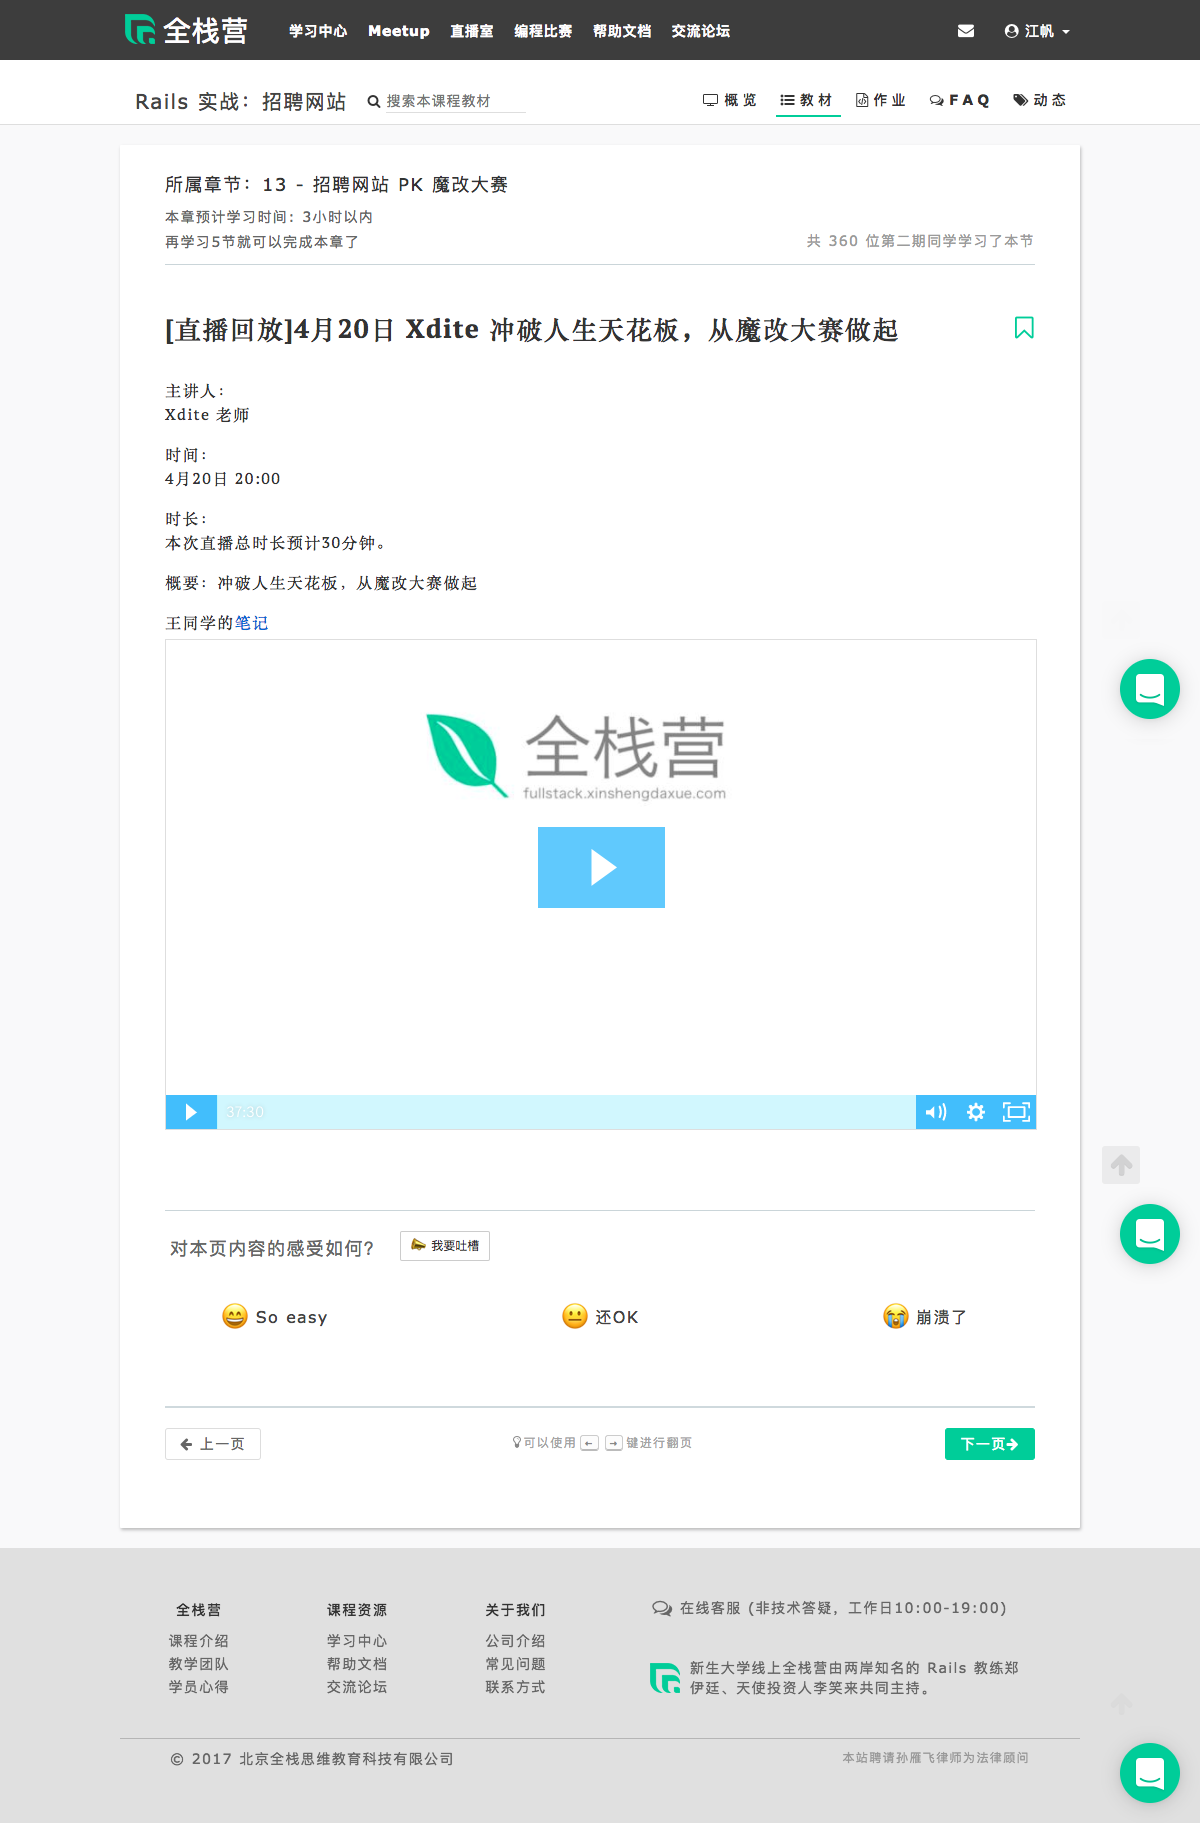 全栈营
学习中心 Meetup 直播室 编程比赛 帮助文档 交流论坛 江帆
Rails 实战：招聘网站 搜索本课程教材 概览 教材 作业 FAQ 动态
所属章节：13 - 招聘网站 PK 魔改大赛
本章预计学习时间：3小时以内
再学习5节就可以完成本章了
共 360 位第二期同学学习了本节
[直播回放]4月20日 Xdite 冲破人生天花板，从魔改大赛做起
主讲人：
Xdite 老师
时间：
4月20日 20:00
时长：
本次直播总时长预计30分钟。
概要：冲破人生天花板，从魔改大赛做起
王同学的笔记
全栈营
fullstack.xinshengdaxue.com
37:30
对本页内容的感受如何？ 我要吐槽
So easy 还OK 崩溃了
上一页 可以使用 ← → 键进行翻页 下一页
全栈营 课程资源 关于我们 在线客服 (非技术答疑，工作日10:00-19:00)
课程介绍 学习中心 公司介绍
教学团队 帮助文档 常见问题
学员心得 交流论坛 联系方式
新生大学线上全栈营由两岸知名的 Rails 教练郑
伊廷、天使投资人李笑来共同主持。
© 2017 北京全栈思维教育科技有限公司 本站聘请孙雁飞律师为法律顾问